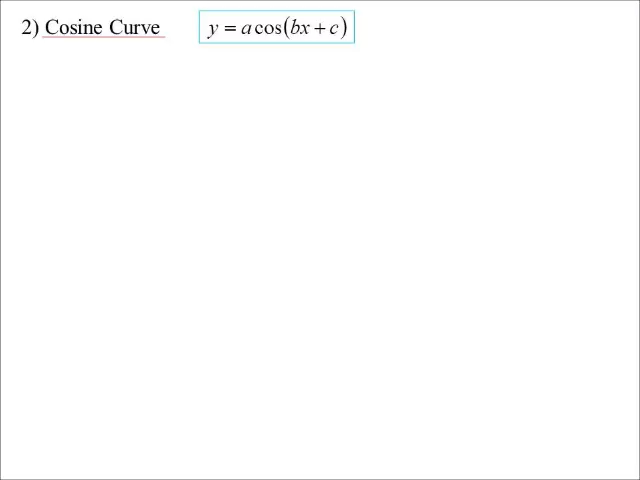 2) Cosine Curve y = a cos(bx + c)